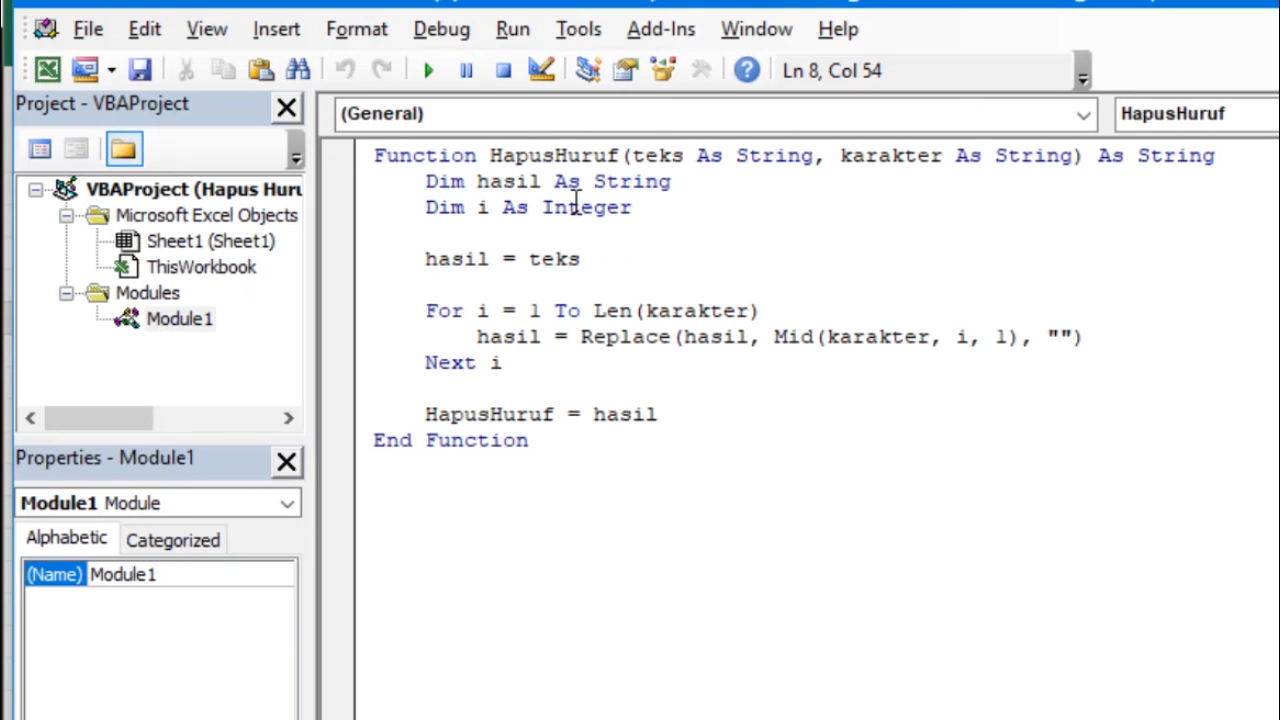 File Edit View Insert Format Debug Run Tools Add-Ins Window Help
Ln 8, Col 54
Project - VBAProject
(General) HapusHuruf
VBAProject (Hapus Huru
Microsoft Excel Objects
Sheet1 (Sheet1)
ThisWorkbook
Modules
Module1
Properties - Module1
Module1 Module
Alphabetic Categorized
(Name) Module1
Function HapusHuruf(teks As String, karakter As String) As String
Dim hasil As String
Dim i As Integer
hasil = teks
For i = 1 To Len(karakter)
hasil = Replace(hasil, Mid(karakter, i, 1), "")
Next i
HapusHuruf = hasil
End Function